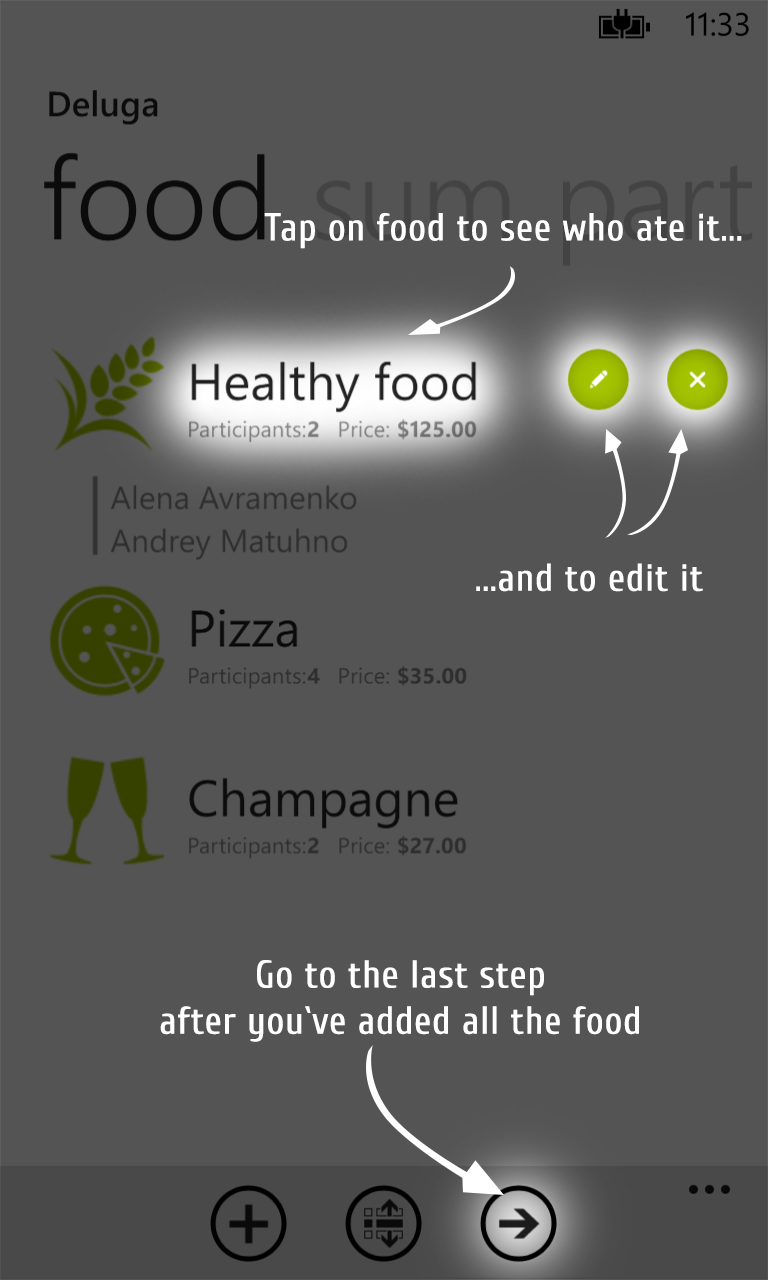 11:33
Deluga
food sum part
Tap on food to see who ate it...
Healthy food
Participants:2 Price: $125.00
Alena Avramenko
Andrey Matuhno
...and to edit it
Pizza
Participants:4 Price: $35.00
Champagne
Participants:2 Price: $27.00
Go to the last step
after you`ve added all the food